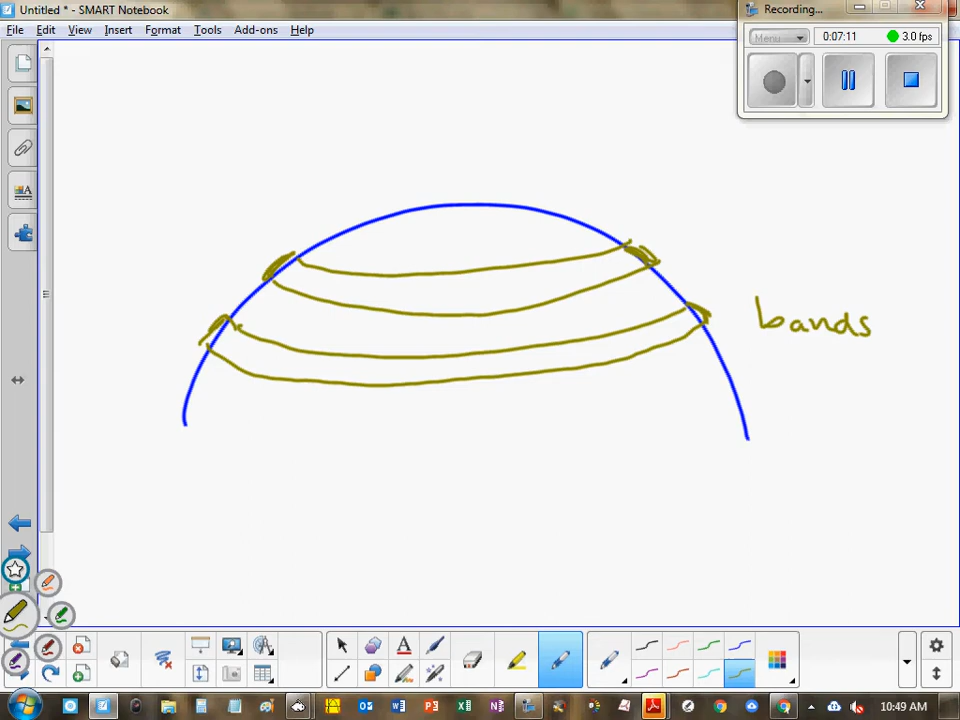 Untitled * - SMART Notebook
Recording...
File Edit View Insert Format Tools Add-ons Help
Menu 0:07:11 3.0 fps
bands
10:49 AM